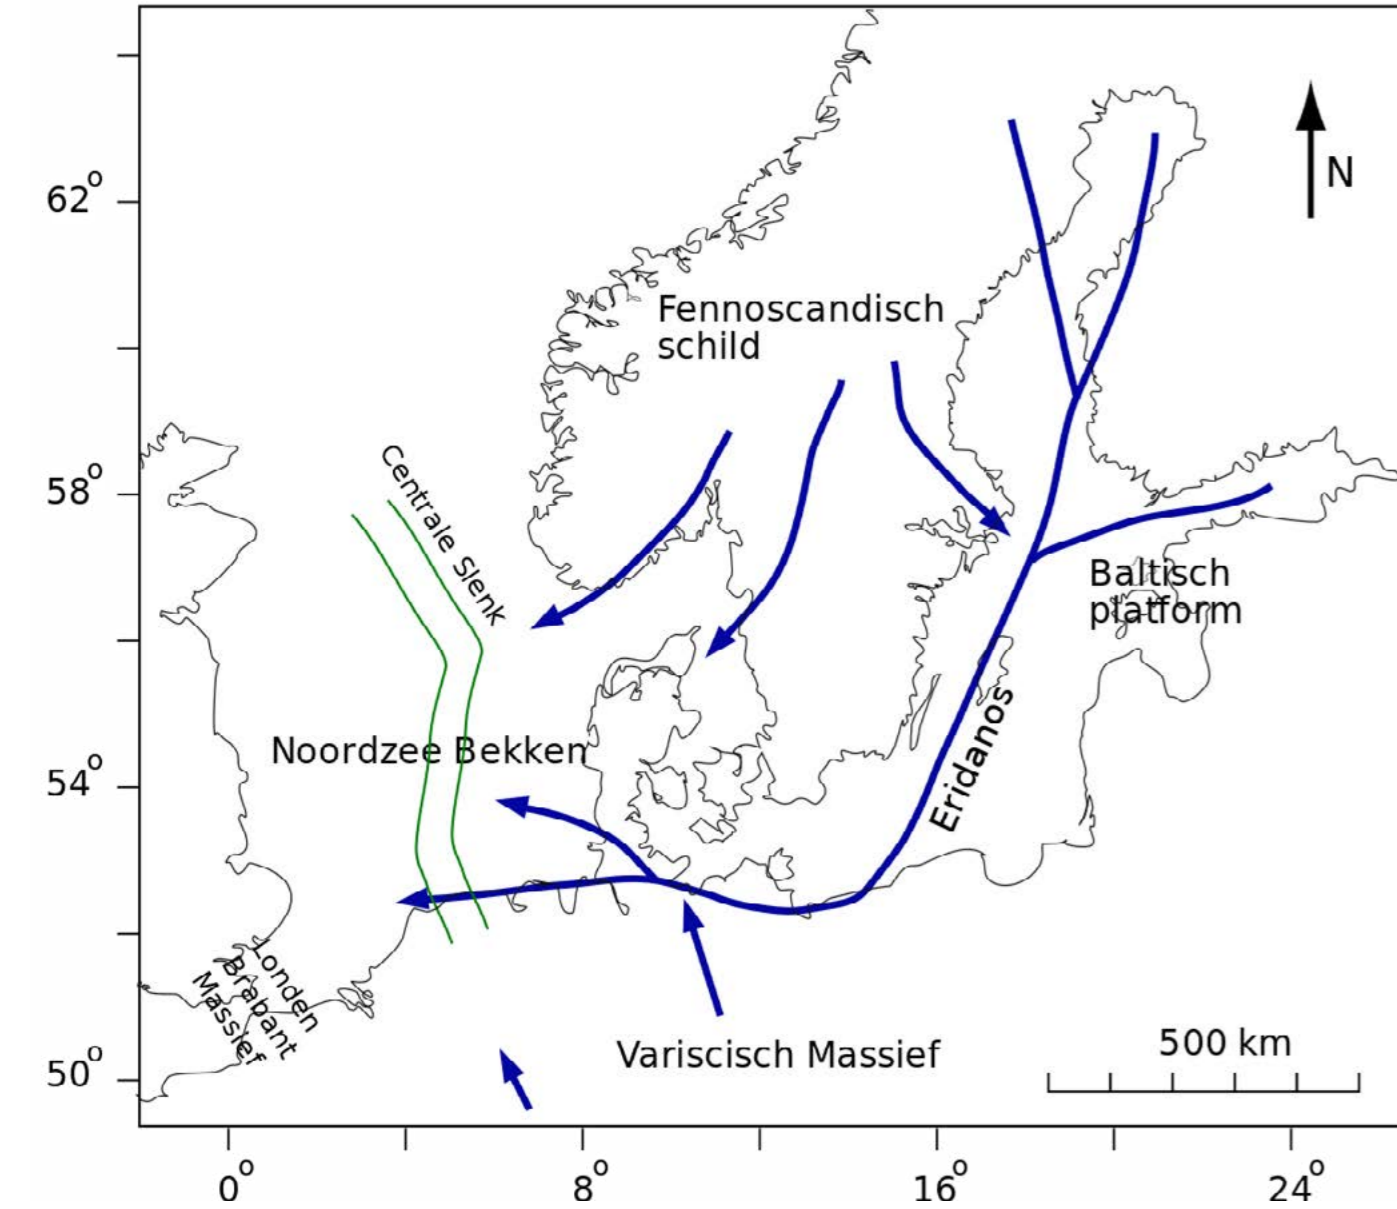 N
62°
Fennoscandisch
schild
Centrale Slenk
58°
Baltisch
platform
Eridanos
Noordzee Bekken
54°
Londen
Brabant
Massief
Variscisch Massief
500 km
50°
0°
8°
16°
24°